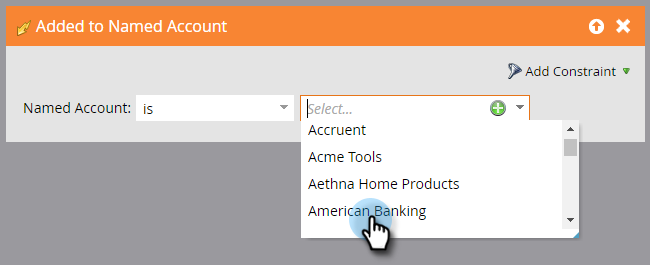 Added to Named Account
Add Constraint
Named Account: is Select...
Accruent
Acme Tools
Aethna Home Products
American Banking